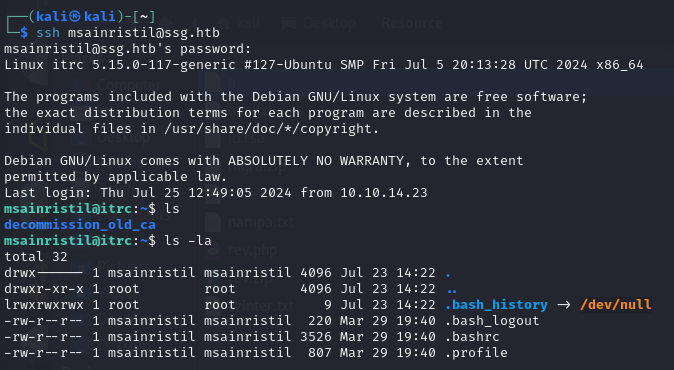 ┌──(kali㉿kali)-[~]
└─$ ssh msainristil@ssg.htb
msainristil@ssg.htb's password:
Linux itrc 5.15.0-117-generic #127-Ubuntu SMP Fri Jul 5 20:13:28 UTC 2024 x86_64

The programs included with the Debian GNU/Linux system are free software;
the exact distribution terms for each program are described in the
individual files in /usr/share/doc/*/copyright.

Debian GNU/Linux comes with ABSOLUTELY NO WARRANTY, to the extent
permitted by applicable law.
Last login: Thu Jul 25 12:49:05 2024 from 10.10.14.23
msainristil@itrc:~$ ls
decommission_old_ca
msainristil@itrc:~$ ls -la
total 32
drwx------ 1 msainristil msainristil 4096 Jul 23 14:22 .
drwxr-xr-x 1 root        root        4096 Jul 23 14:22 ..
lrwxrwxrwx 1 root        root           9 Jul 23 14:22 .bash_history -> /dev/null
-rw-r--r-- 1 msainristil msainristil  220 Mar 29 19:40 .bash_logout
-rw-r--r-- 1 msainristil msainristil 3526 Mar 29 19:40 .bashrc
-rw-r--r-- 1 msainristil msainristil  807 Mar 29 19:40 .profile